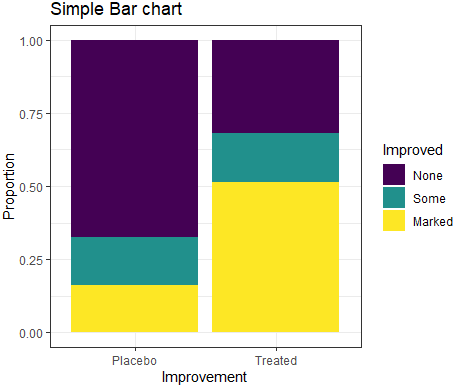 Simple Bar chart
1.00
0.75
0.50
0.25
0.00
Proportion
Placebo Treated
Improvement
Improved
None
Some
Marked